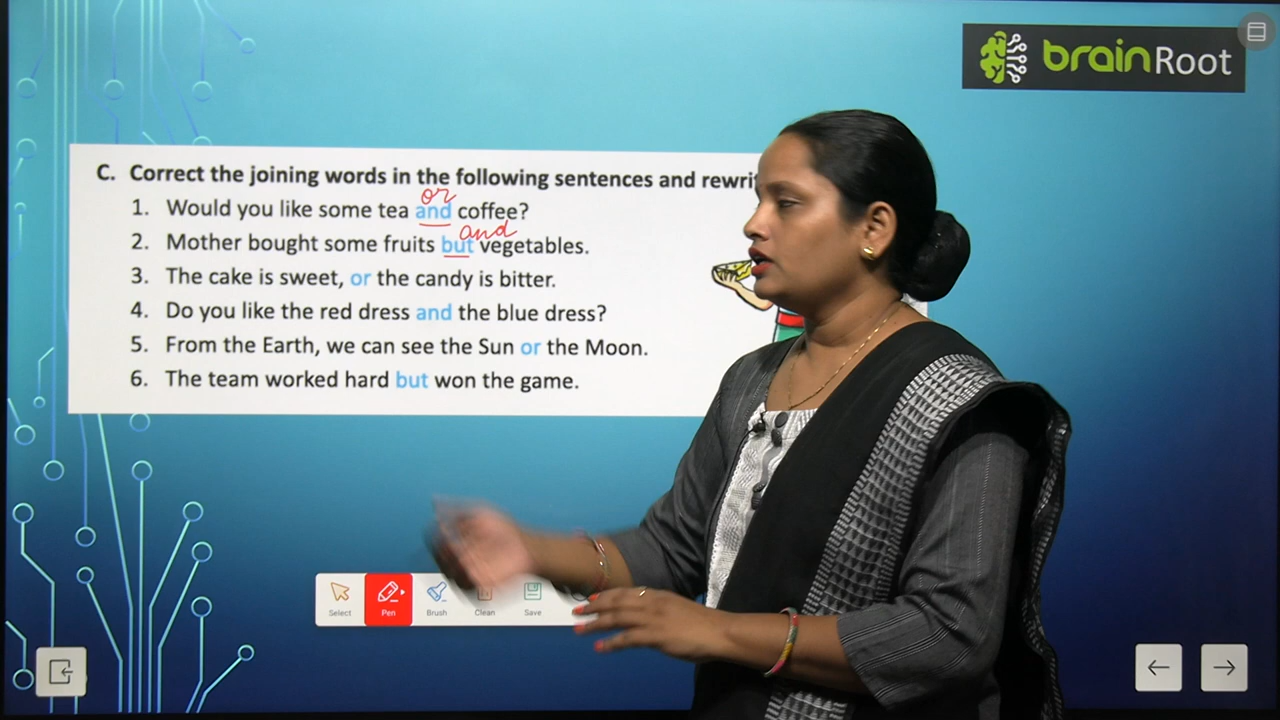 brainRoot
C. Correct the joining words in the following sentences and
or
1. Would you like some tea and coffee?
and
2. Mother bought some fruits but vegetables.
3. The cake is sweet, or the candy is bitter.
4. Do you like the red dress and the blue dress?
5. From the Earth, we can see the Sun or the Moon.
6. The team worked hard but won the game.
Select Pen Brush Clean Save